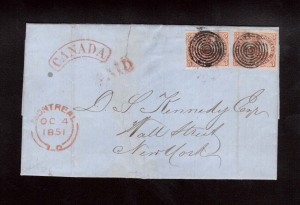 CANADA
PAID
MONTREAL
OC 4
1851
L.C
D. S. Kennedy Esq
Wall Street
New York